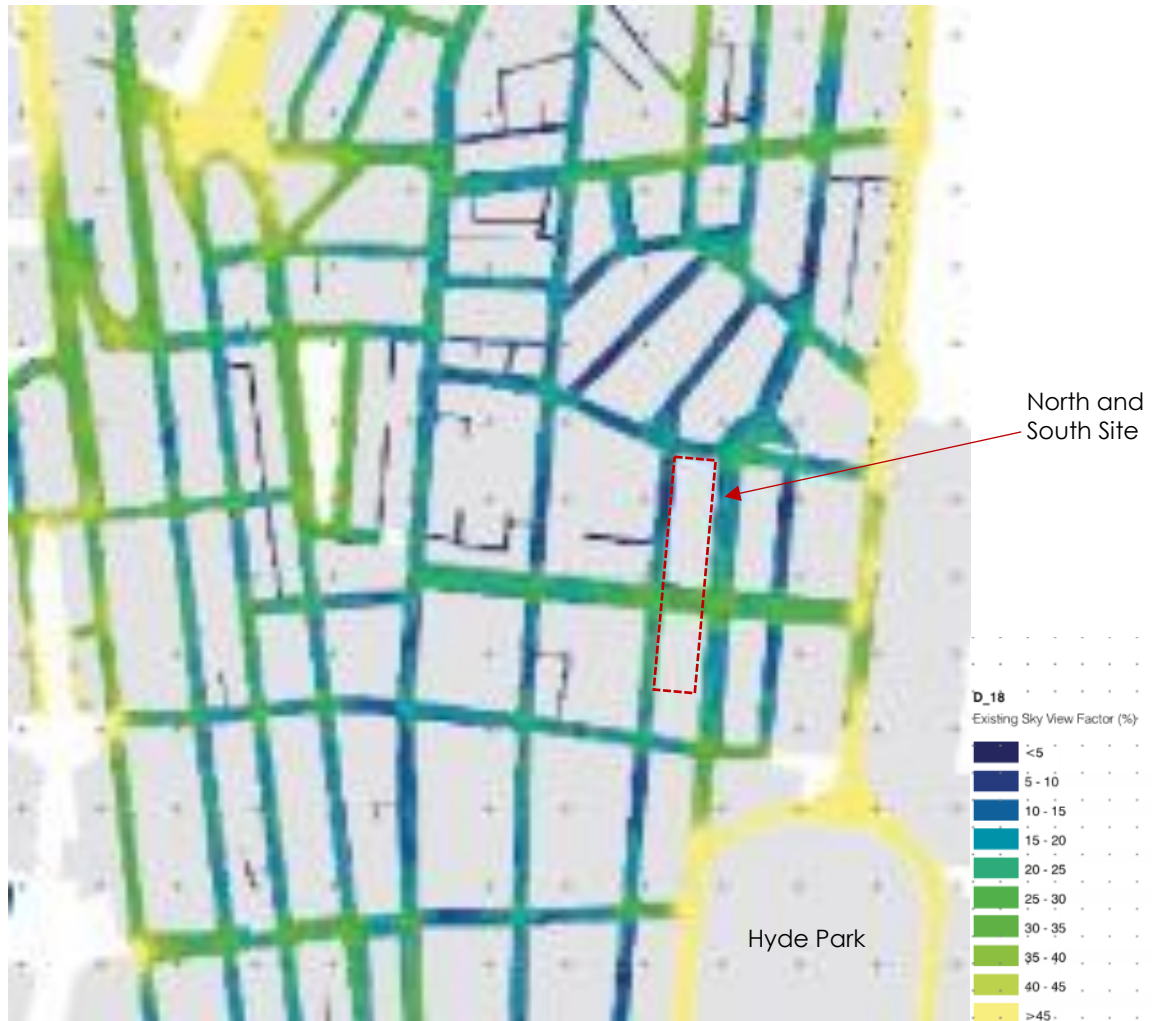 North and
South Site
D_18
Existing Sky View Factor (%)
<5
5 - 10
10 - 15
15 - 20
20 - 25
25 - 30
30 - 35
35 - 40
40 - 45
>45
Hyde Park